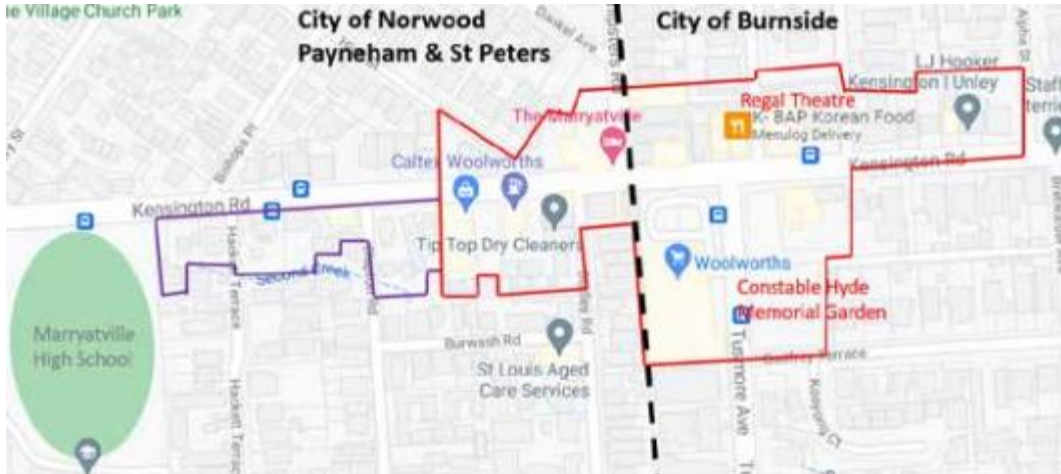 e Village Church Park
City of Norwood
Payneham & St Peters
City of Burnside
Alpha St
LJ Hooker
Kensington | Unley
Regal Theatre
K- BAP Korean Food
Menulog Delivery
The Marryatville
Caltex Woolworths
Kensington Rd
Kensington Rd
Tip Top Dry Cleaners
Second Creek
Woolworths
Constable Hyde
Memorial Garden
Marryatville
High School
Hackett Terrace
Hackett Terrace
Burwash Rd
St Louis Aged
Care Services
Godfrey Terrace
Tusmore Ave